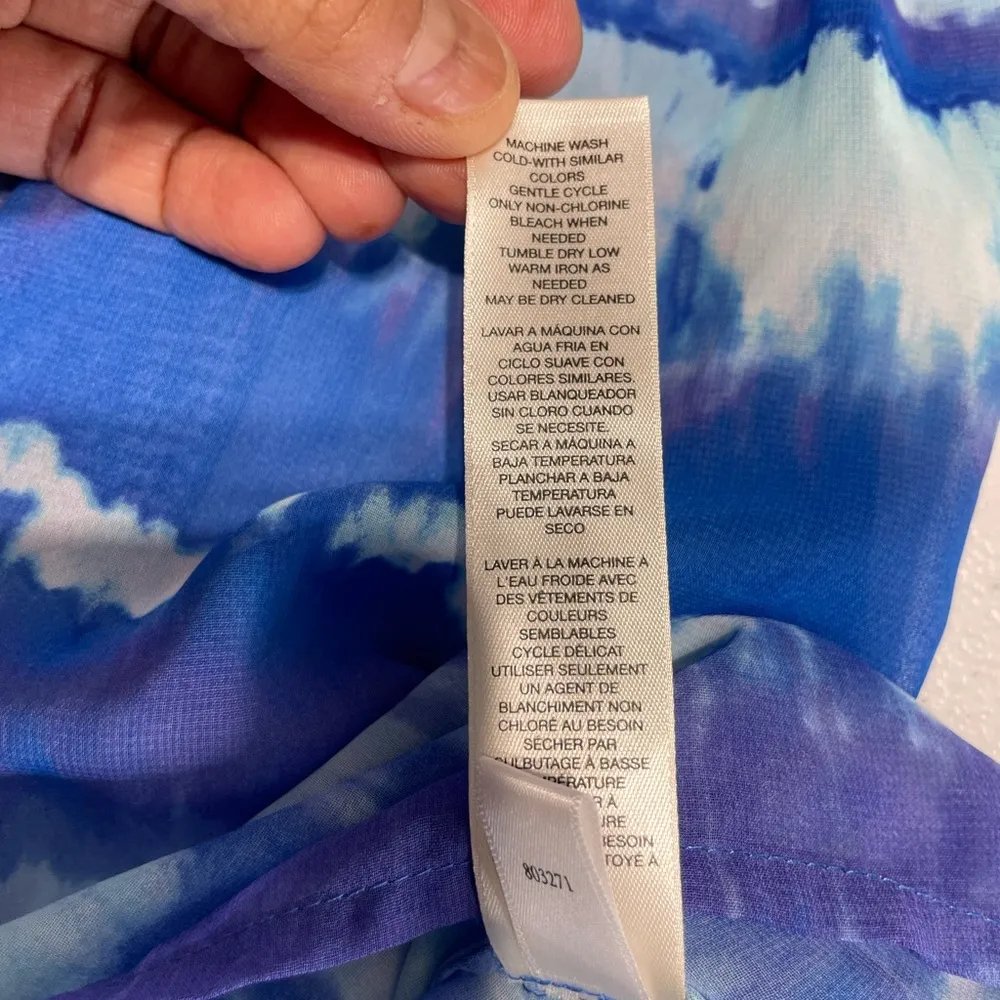 MACHINE WASH
COLD-WITH SIMILAR
COLORS
GENTLE CYCLE
ONLY NON-CHLORINE
BLEACH WHEN
NEEDED
TUMBLE DRY LOW
WARM IRON AS
NEEDED
MAY BE DRY CLEANED
LAVAR A MÁQUINA CON
AGUA FRIA EN
CICLO SUAVE CON
COLORES SIMILARES.
USAR BLANQUEADOR
SIN CLORO CUANDO
SE NECESITE.
SECAR A MÁQUINA A
BAJA TEMPERATURA
PLANCHAR A BAJA
TEMPERATURA
PUEDE LAVARSE EN
SECO
LAVER À LA MACHINE À
L'EAU FROIDE AVEC
DES VÊTEMENTS DE
COULEURS
SEMBLABLES
CYCLE DÉLICAT
UTILISER SEULEMENT
UN AGENT DE
BLANCHIMENT NON
CHLORÉ AU BESOIN
SÉCHER PAR
À BASSE
À
À
803271